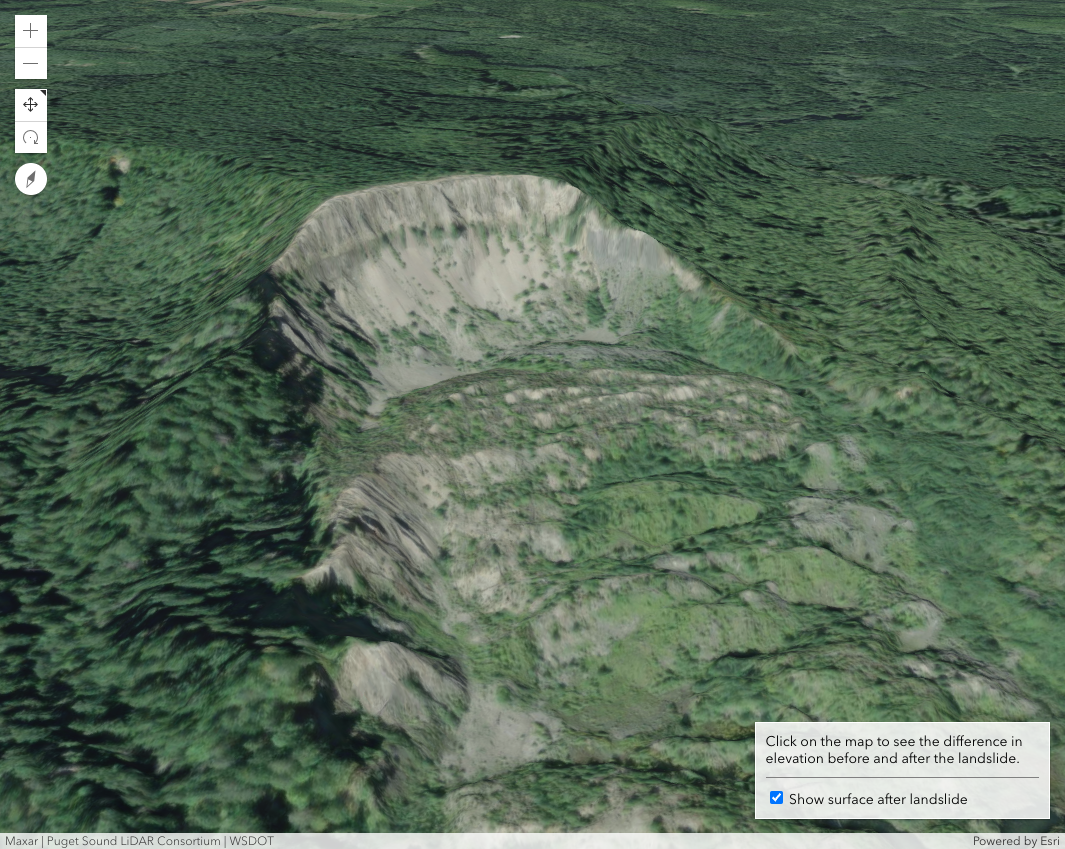 Click on the map to see the difference in
elevation before and after the landslide.
Show surface after landslide
Maxar | Puget Sound LiDAR Consortium | WSDOT
Powered by Esri